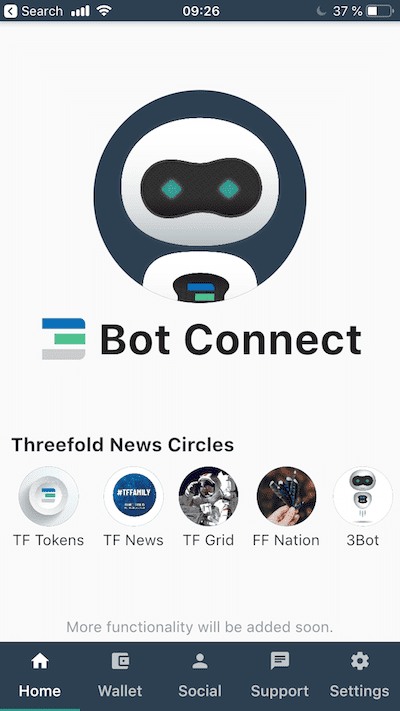 Search
09:26
37 %
Bot Connect
Threefold News Circles
#TFFAMILY
TF Tokens
TF News
TF Grid
FF Nation
3Bot
More functionality will be added soon.
Home
Wallet
Social
Support
Settings